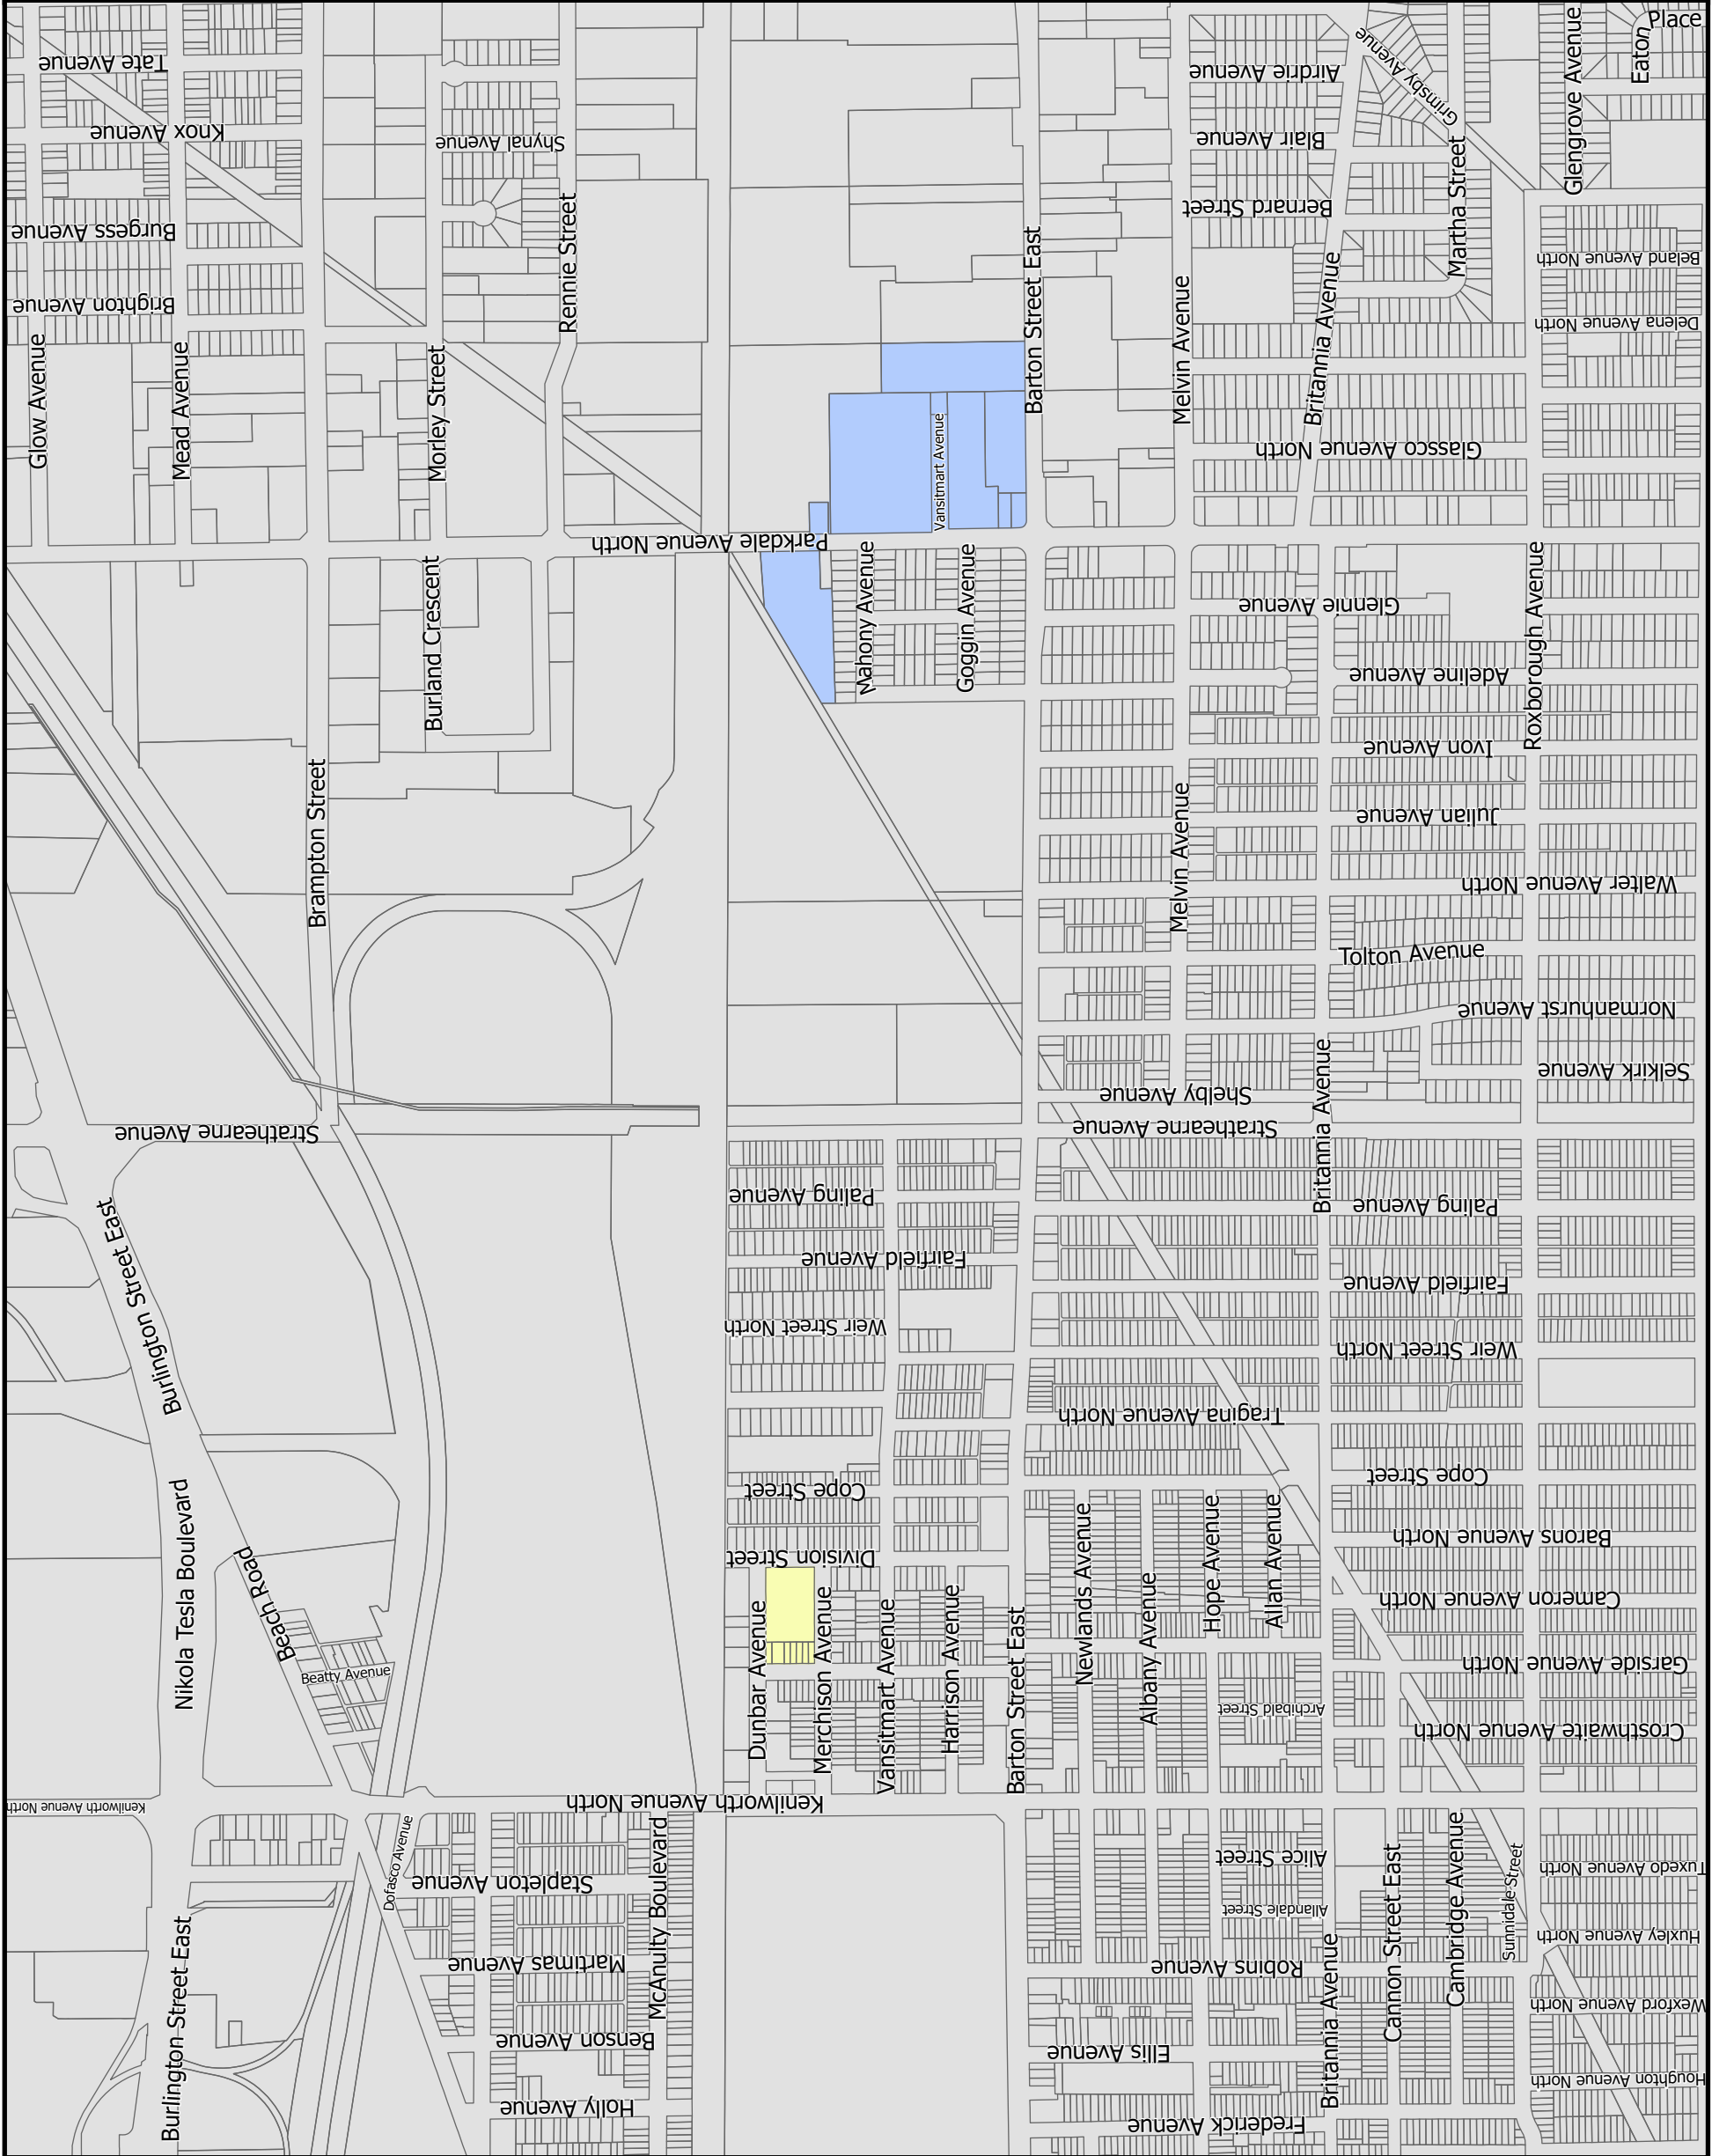 Place
Eaton
Glengrove Avenue
Grimsby Avenue
Tate Avenue
Airdrie Avenue
Knox Avenue
Shynal Avenue
Blair Avenue
Martha Street
Bernard Street
Burgess Avenue
Rennie Street
Barton Street East
Beland Avenue North
Brighton Avenue
Melvin Avenue
Britannia Avenue
Delena Avenue North
Glow Avenue
Mead Avenue
Morley Street
Vansitmart Avenue
Glassco Avenue North
Parkdale Avenue North
Burland Crescent
Mahony Avenue
Goggin Avenue
Glennie Avenue
Roxborough Avenue
Adeline Avenue
Ivon Avenue
Brampton Street
Melvin Avenue
Julian Avenue
Walter Avenue North
Tolton Avenue
Normanhurst Avenue
Britannia Avenue
Selkirk Avenue
Shelby Avenue
Strathearne Avenue
Strathearne Avenue
Paling Avenue
Paling Avenue
Burlington Street East
Fairfield Avenue
Fairfield Avenue
Weir Street North
Weir Street North
Tragina Avenue North
Cope Street
Cope Street
Nikola Tesla Boulevard
Newlands Avenue
Hope Avenue
Allan Avenue
Barons Avenue North
Division Street
Beach Road
Dunbar Avenue
Merchison Avenue
Vansitmart Avenue
Harrison Avenue
Barton Street East
Albany Avenue
Cameron Avenue North
Beatty Avenue
Garside Avenue North
Archibald Street
Crosthwaite Avenue North
Kenilworth Avenue North
Kenilworth Avenue North
Dofasco Avenue
McAnulty Boulevard
Alice Street
Cannon Street East
Cambridge Avenue
Sunnidale Street
Tuxedo Avenue North
Stapleton Avenue
Allandale Street
Huxley Avenue North
Burlington Street East
Martimas Avenue
Robins Avenue
Britannia Avenue
Wexford Avenue North
Benson Avenue
Ellis Avenue
Houghton Avenue North
Holly Avenue
Frederick Avenue